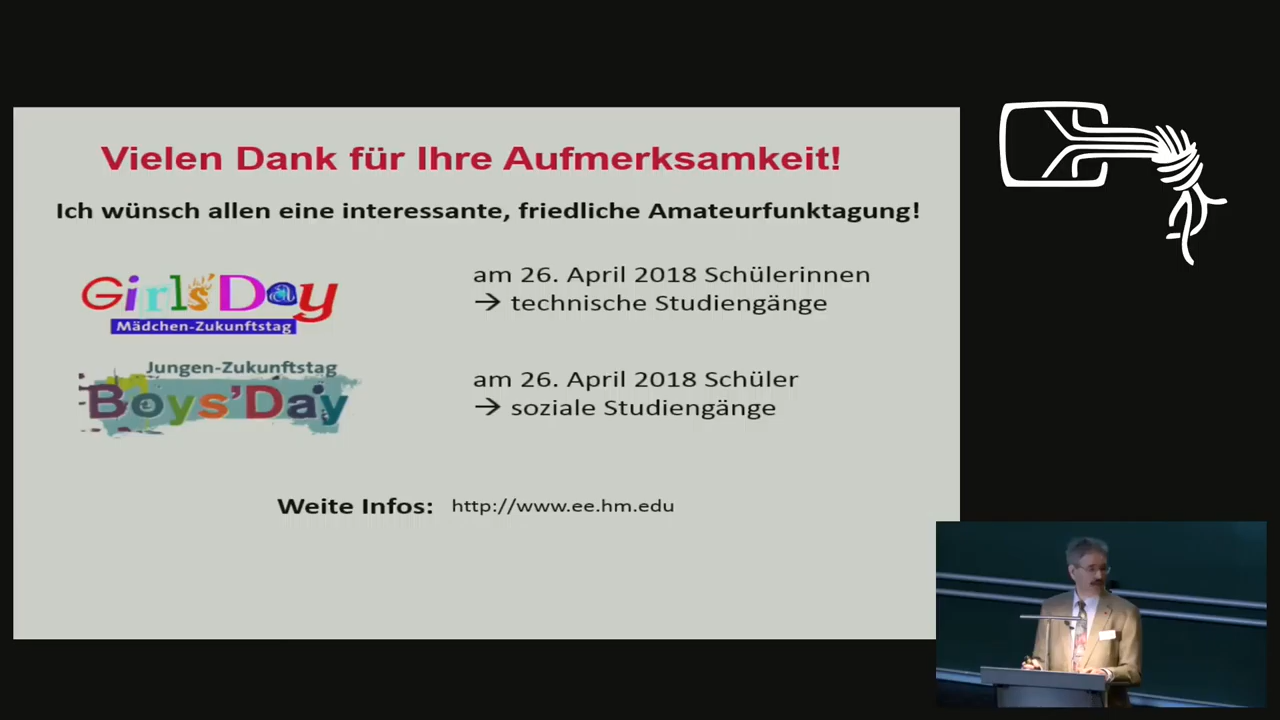 Vielen Dank für Ihre Aufmerksamkeit!
Ich wünsch allen eine interessante, friedliche Amateurfunktagung!
Girls'Day
Mädchen-Zukunftstag
am 26. April 2018 Schülerinnen
→ technische Studiengänge
Jungen-Zukunftstag
Boys'Day
am 26. April 2018 Schüler
→ soziale Studiengänge
Weite Infos: http://www.ee.hm.edu